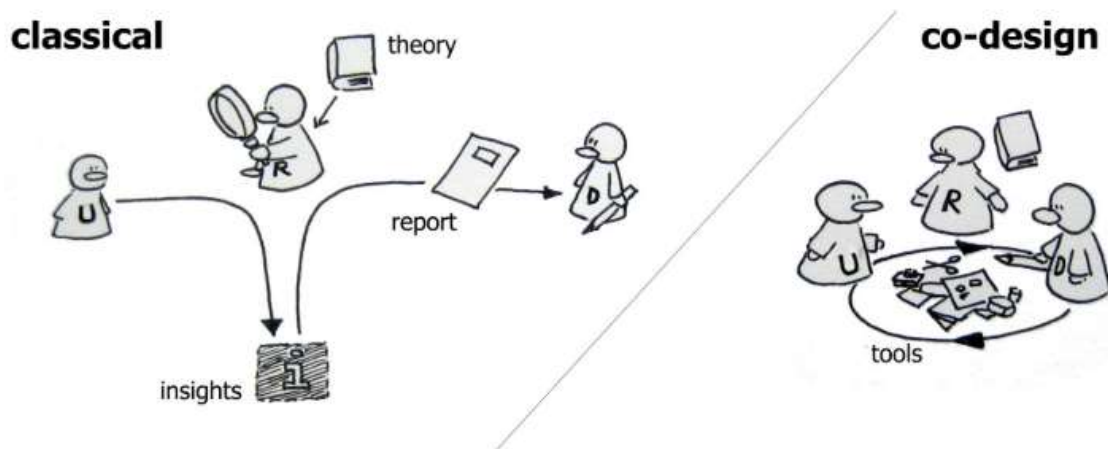 classical
co-design
theory
R
U
report
D
insights
i
R
U
D
tools